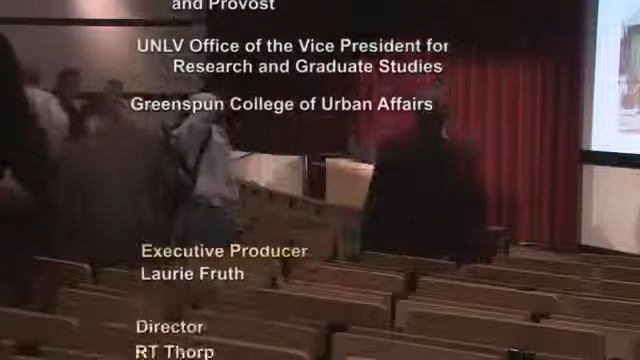 and Provost
UNLV Office of the Vice President for
Research and Graduate Studies
Greenspun College of Urban Affairs
Executive Producer
Laurie Fruth
Director
RT Thorp